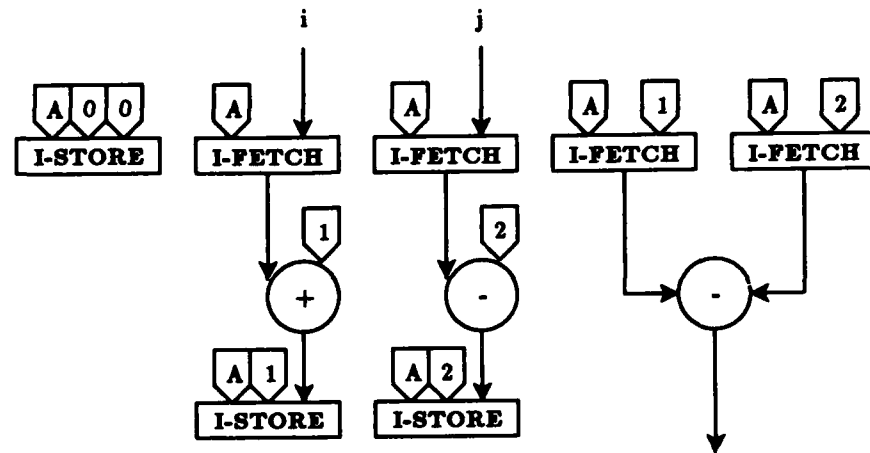 i j
A 0 0 A A A 1 A 2
I-STORE I-FETCH I-FETCH I-FETCH I-FETCH
1 2
+ - -
A 1 A 2
I-STORE I-STORE